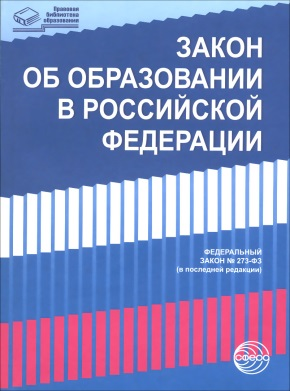 Правовая
библиотека
образования
ЗАКОН
ОБ ОБРАЗОВАНИИ
В РОССИЙСКОЙ
ФЕДЕРАЦИИ
ФЕДЕРАЛЬНЫЙ
ЗАКОН № 273-ФЗ
(в последней редакции)
сфера